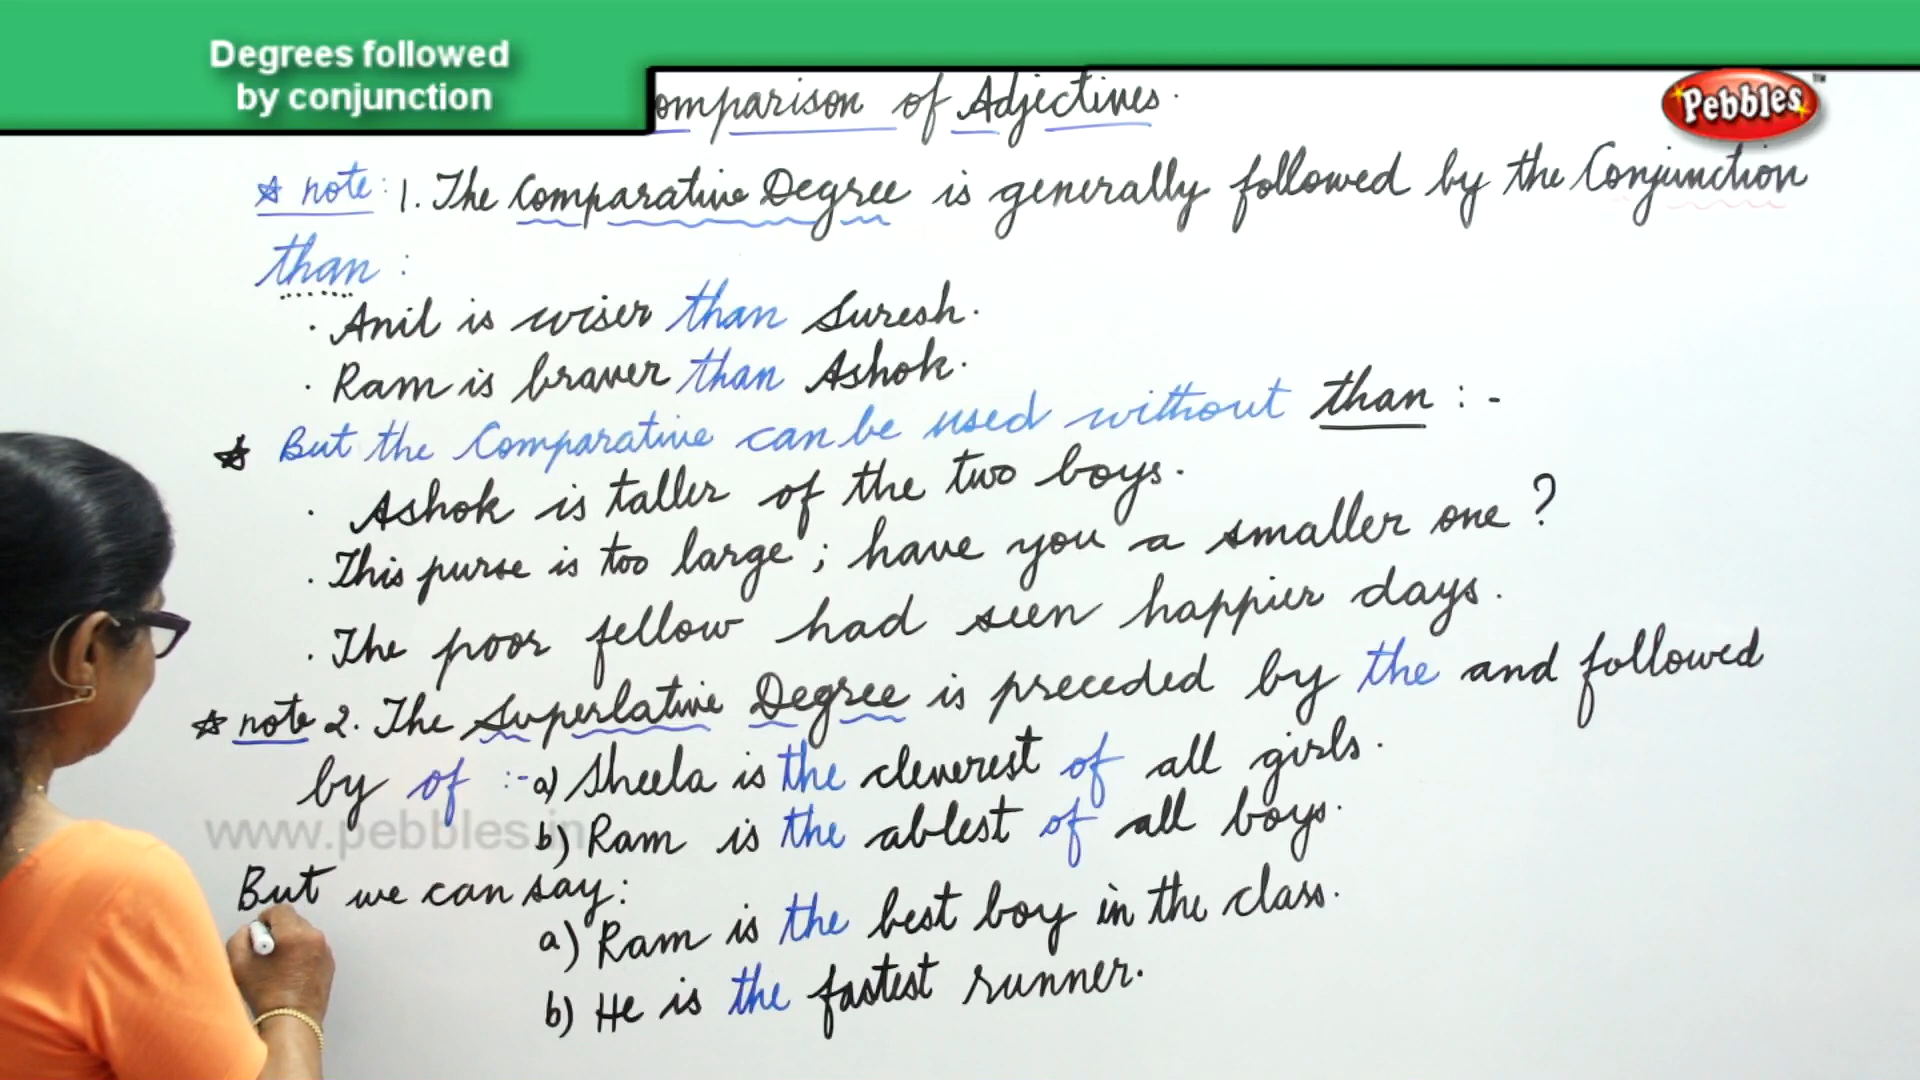 Degrees followed
by conjunction
Pebbles™
omparison of Adjectives.
☆ note: 1. The Comparative Degree is generally followed by the Conjunction
than :
· Anil is wiser than Suresh.
· Ram is braver than Ashok.
☆ But the Comparative can be used without than : -
· Ashok is taller of the two boys.
· This purse is too large ; have you a smaller one ?
· The poor fellow had seen happier days.
☆ note 2. The Superlative Degree is preceded by the and followed
by of :- a) Sheela is the cleverest of all girls.
www.pebbles.in
b) Ram is the ablest of all boys.
But we can say:
a) Ram is the best boy in the class.
b) He is the fastest runner.